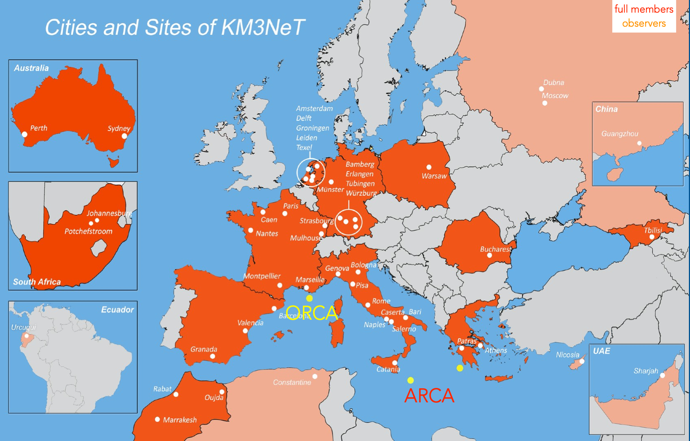 Cities and Sites of KM3NeT
full members
observers
Australia
Perth
Sydney
Johannesburg
Potchefstroom
South Africa
Ecuador
Amsterdam
Delft
Groningen
Leiden
Texel
Münster
Bamberg
Erlangen
Tübingen
Würzburg
Warsaw
Dubna
Moscow
China
Guangzhou
Paris
Caen
Nantes
Strasbourg
Mulhouse
Montpellier
Marseille
Genova
Bologna
Pisa
Rome
Caserta
Bari
Naples
Salerno
Bucharest
Tbilisi
ORCA
Valencia
Granada
Catania
Patras
Athens
Nicosia
UAE
Sharjah
ARCA
Rabat
Oujda
Constantine
Marrakesh